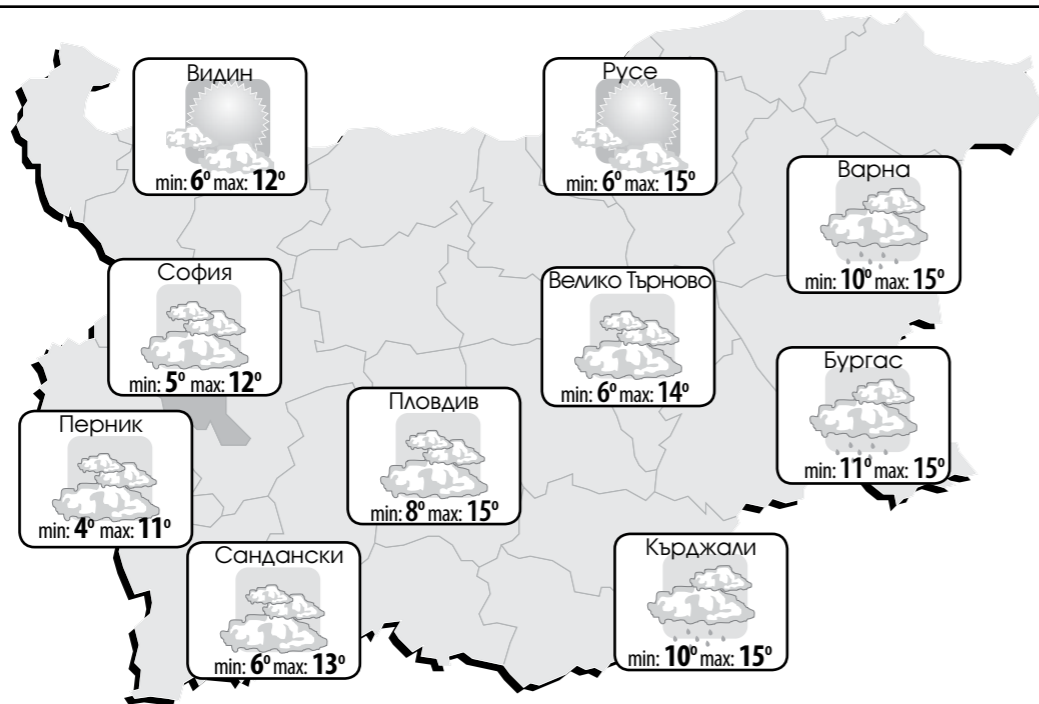 Видин
min: 6° max: 12°
Русе
min: 6° max: 15°
Варна
min: 10° max: 15°
София
min: 5° max: 12°
Велико Търново
min: 6° max: 14°
Бургас
min: 11° max: 15°
Пловдив
min: 8° max: 15°
Перник
min: 4° max: 11°
Сандански
min: 6° max: 13°
Кърджали
min: 10° max: 15°